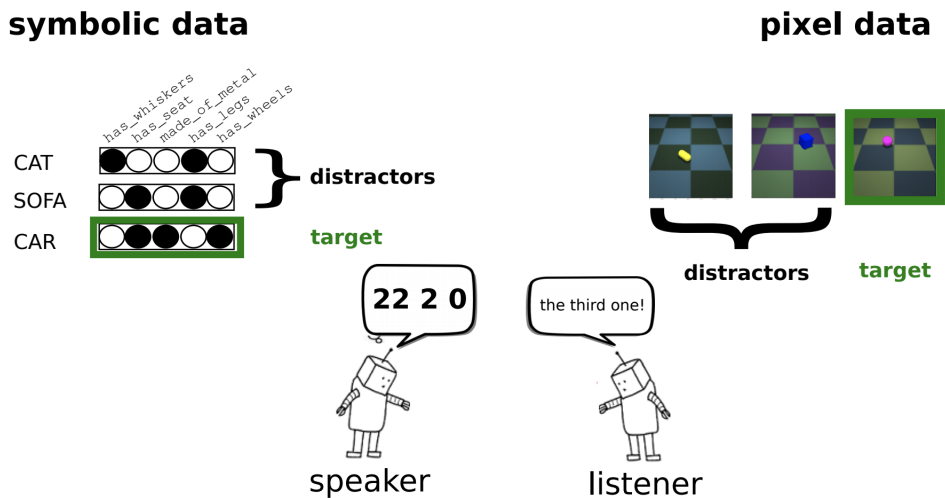 symbolic data
pixel data
has_whiskers
has_seat
made_of_metal
has_legs
has_wheels
CAT
SOFA
CAR
distractors
target
distractors
target
22 2 0
the third one!
speaker
listener